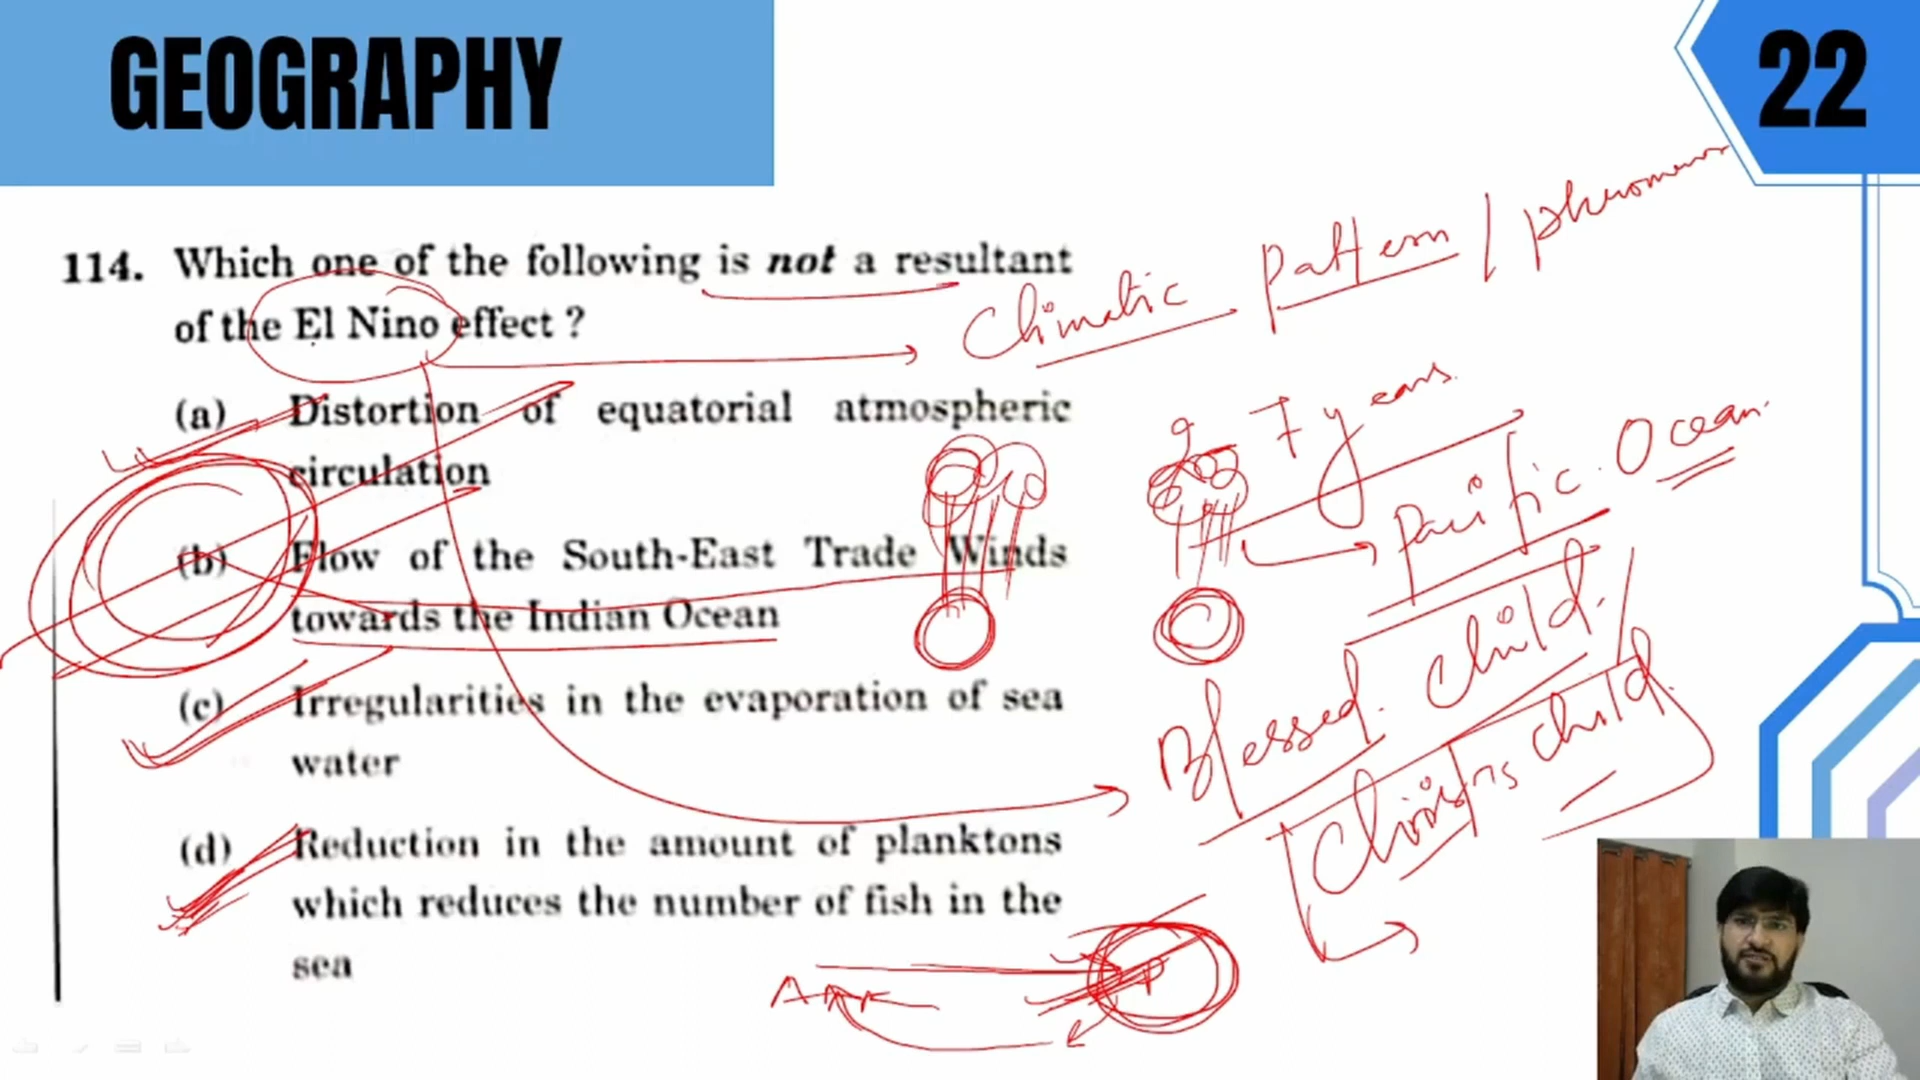 GEOGRAPHY
22
114. Which one of the following is not a resultant
of the El Nino effect ?
(a) Distortion of equatorial atmospheric
circulation
(b) Flow of the South-East Trade Winds
towards the Indian Ocean
(c) Irregularities in the evaporation of sea
water
(d) Reduction in the amount of planktons
which reduces the number of fish in the
sea
Climatic Pattern /
7 years
Pacific Ocean.
Blessed. Child. /
child.
P